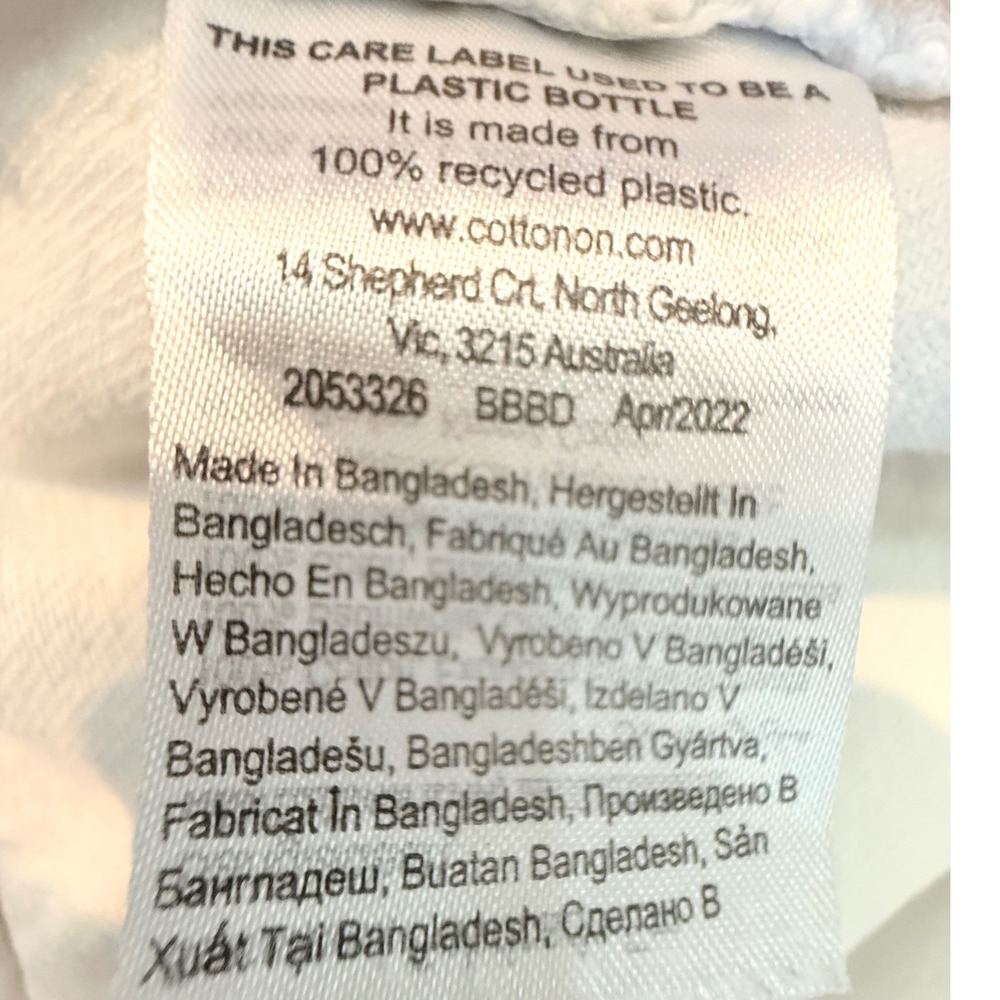 THIS CARE LABEL USED TO BE A
PLASTIC BOTTLE
It is made from
100% recycled plastic.
www.cottonon.com
14 Shepherd Crt, North Geelong,
Vic, 3215 Australia
2053326 BBBD Apr/2022
Made In Bangladesh, Hergestellt In
Bangladesch, Fabriqué Au Bangladesh,
Hecho En Bangladesh, Wyprodukowane
W Bangladeszu, Vyrobeno V Bangladéši,
Vyrobené V Bangladéši, Izdelano V
Bangladešu, Bangladeshben Gyártva,
Fabricat În Bangladesh, Произведено В
Бангладеш, Buatan Bangladesh, Sản
Xuất Tại Bangladesh, Сделано В